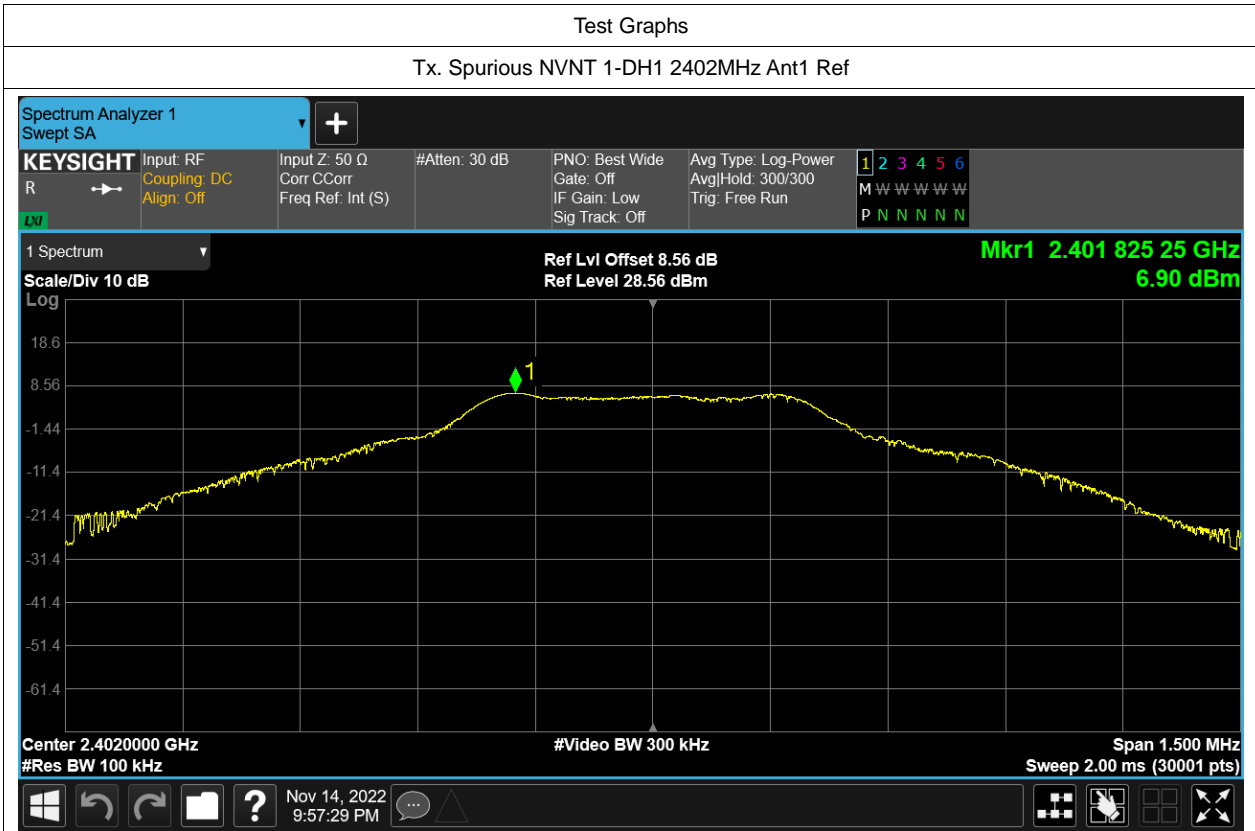 Test Graphs
Tx. Spurious NVNT 1-DH1 2402MHz Ant1 Ref
Spectrum Analyzer 1
Swept SA
KEYSIGHT
R
LXI
Input: RF
Coupling: DC
Align: Off
Input Z: 50 Ω
Corr CCorr
Freq Ref: Int (S)
#Atten: 30 dB
PNO: Best Wide
Gate: Off
IF Gain: Low
Sig Track: Off
Avg Type: Log-Power
Avg|Hold: 300/300
Trig: Free Run
1 2 3 4 5 6
M W W W W W
P N N N N N
1 Spectrum
Scale/Div 10 dB
Ref Lvl Offset 8.56 dB
Ref Level 28.56 dBm
Mkr1 2.401 825 25 GHz
6.90 dBm
Log
18.6
8.56
-1.44
-11.4
-21.4
-31.4
-41.4
-51.4
-61.4
1
Center 2.4020000 GHz
#Res BW 100 kHz
#Video BW 300 kHz
Span 1.500 MHz
Sweep 2.00 ms (30001 pts)
?
Nov 14, 2022
9:57:29 PM